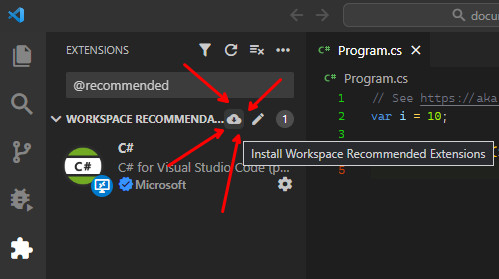 docu
EXTENSIONS
@recommended
WORKSPACE RECOMMENDA... 1
C#
C# for Visual Studio Code (p...
Microsoft
C#
C# Program.cs
C# Program.cs
1 // See https://aka
2 var i = 10;
3
Install Workspace Recommended Extensions
5